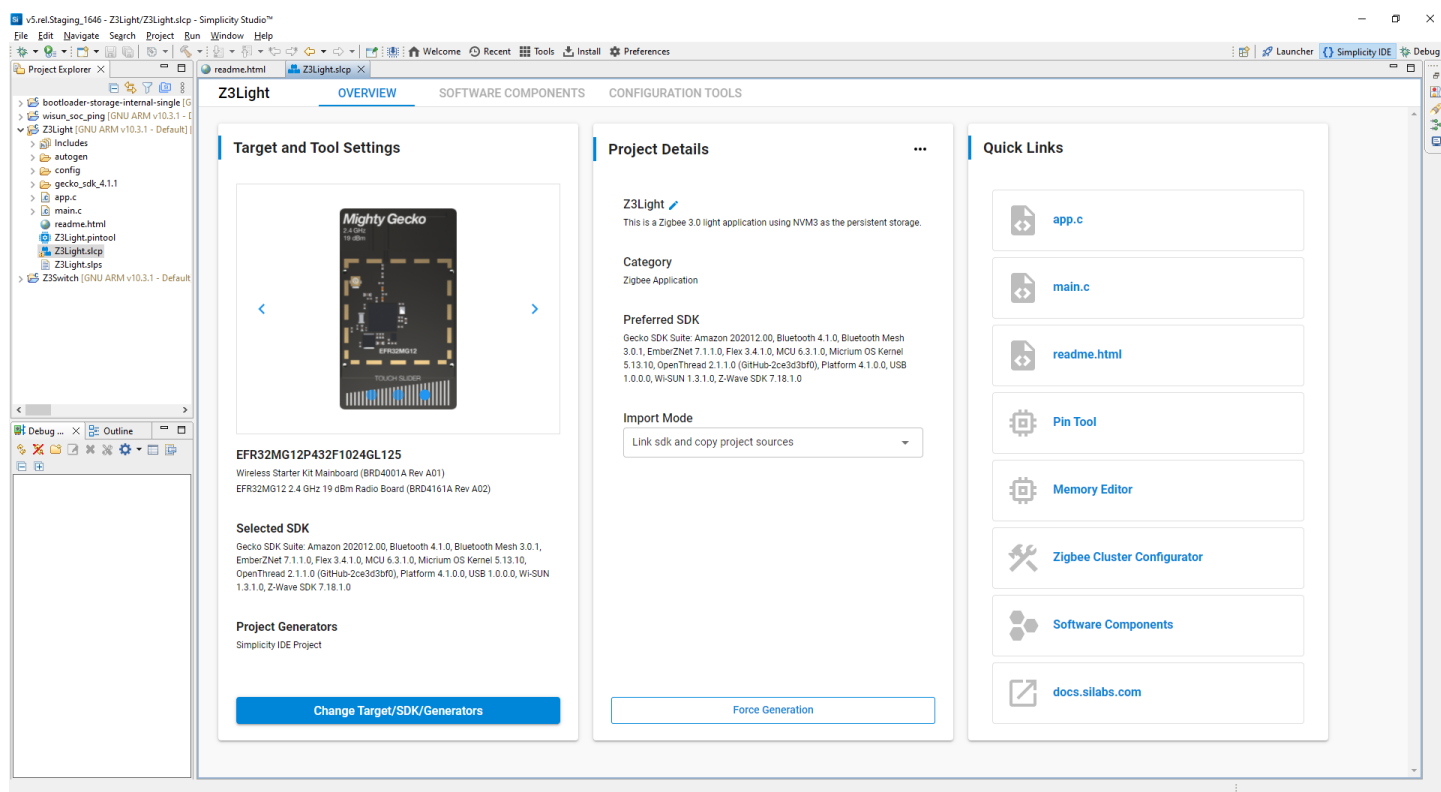 v5.rel.Staging_1646 - Z3Light/Z3Light.slcp - Simplicity Studio™
File Edit Navigate Search Project Run Window Help
Welcome Recent Tools Install Preferences
Launcher {} Simplicity IDE Debug
Project Explorer
bootloader-storage-internal-single [G
wisun_soc_ping [GNU ARM v10.3.1 - D
Z3Light [GNU ARM v10.3.1 - Default] |
Includes
autogen
config
gecko_sdk_4.1.1
app.c
main.c
readme.html
Z3Light.pintool
Z3Light.slcp
Z3Light.slps
Z3Switch [GNU ARM v10.3.1 - Default
Debug ... Outline
readme.html Z3Light.slcp
Z3Light OVERVIEW SOFTWARE COMPONENTS CONFIGURATION TOOLS
Target and Tool Settings
Mighty Gecko
2.4 GHz
19 dBm
EFR32MG12
TOUCH SLIDER
EFR32MG12P432F1024GL125
Wireless Starter Kit Mainboard (BRD4001A Rev A01)
EFR32MG12 2.4 GHz 19 dBm Radio Board (BRD4161A Rev A02)
Selected SDK
Gecko SDK Suite: Amazon 202012.00, Bluetooth 4.1.0, Bluetooth Mesh 3.0.1,
EmberZNet 7.1.1.0, Flex 3.4.1.0, MCU 6.3.1.0, Micrium OS Kernel 5.13.10,
OpenThread 2.1.1.0 (GitHub-2ce3d3bf0), Platform 4.1.0.0, USB 1.0.0.0, Wi-SUN
1.3.1.0, Z-Wave SDK 7.18.1.0
Project Generators
Simplicity IDE Project
Change Target/SDK/Generators
Project Details
Z3Light
This is a Zigbee 3.0 light application using NVM3 as the persistent storage.
Category
Zigbee Application
Preferred SDK
Gecko SDK Suite: Amazon 202012.00, Bluetooth 4.1.0, Bluetooth Mesh
3.0.1, EmberZNet 7.1.1.0, Flex 3.4.1.0, MCU 6.3.1.0, Micrium OS Kernel
5.13.10, OpenThread 2.1.1.0 (GitHub-2ce3d3bf0), Platform 4.1.0.0, USB
1.0.0.0, Wi-SUN 1.3.1.0, Z-Wave SDK 7.18.1.0
Import Mode
Link sdk and copy project sources
Force Generation
Quick Links
app.c
main.c
readme.html
Pin Tool
Memory Editor
Zigbee Cluster Configurator
Software Components
docs.silabs.com